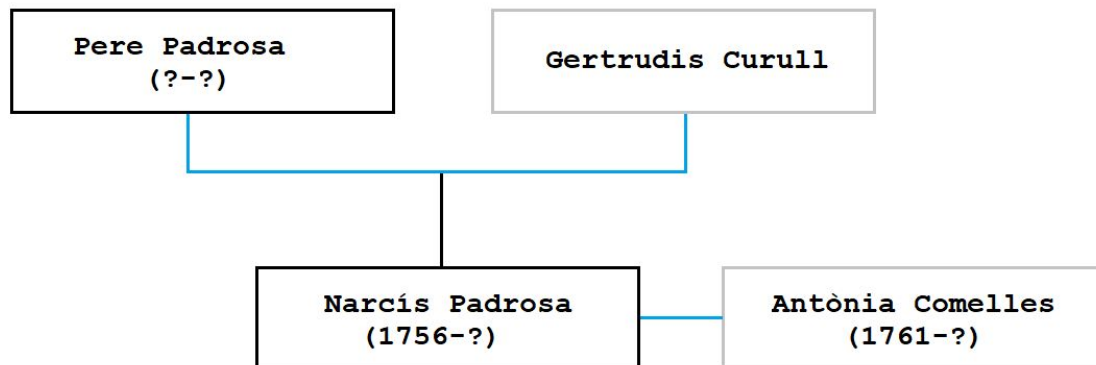 Pere Padrosa
(?-?)
Gertrudis Curull
Narcís Padrosa
(1756-?)
Antònia Comelles
(1761-?)